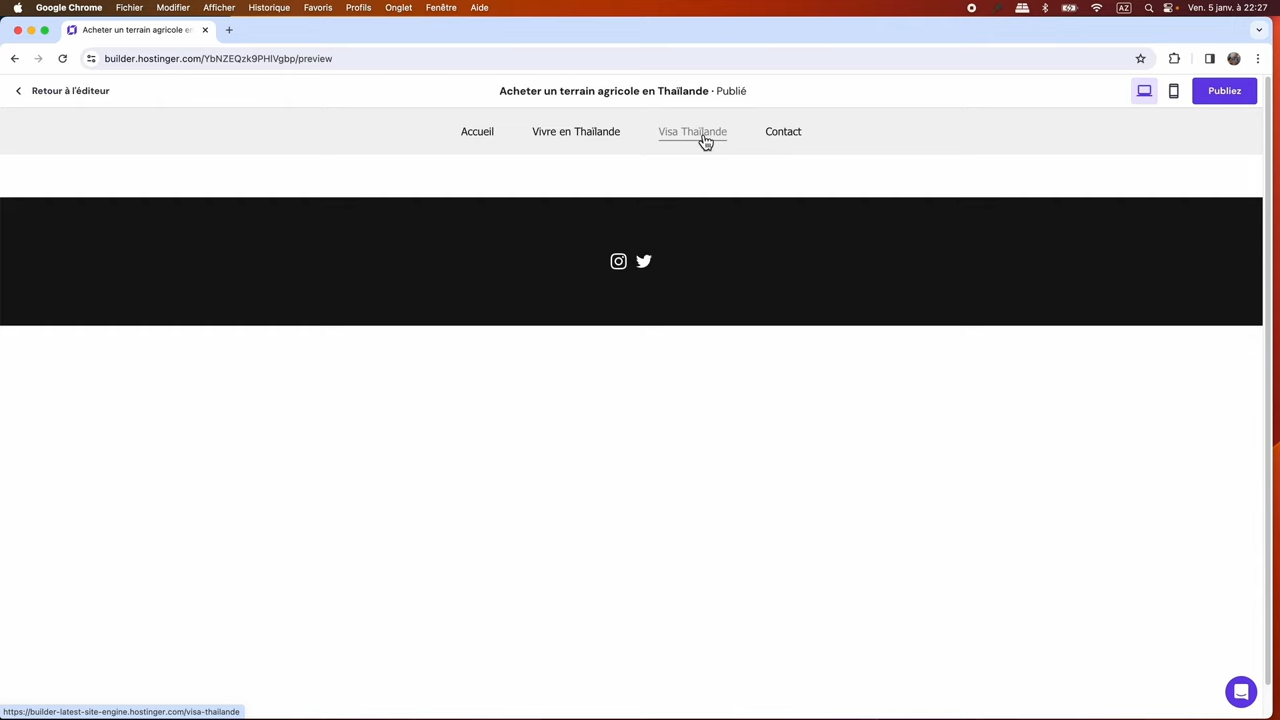 Google Chrome Fichier Modifier Afficher Historique Favoris Profils Onglet Fenêtre Aide AZ Ven. 5 janv. à 22:27
Acheter un terrain agricole en
builder.hostinger.com/YbNZEQzk9PHlVgbp/preview
Retour à l'éditeur Acheter un terrain agricole en Thaïlande · Publié Publiez
Accueil Vivre en Thaïlande Visa Thaïlande Contact
https://builder-latest-site-engine.hostinger.com/visa-thailande